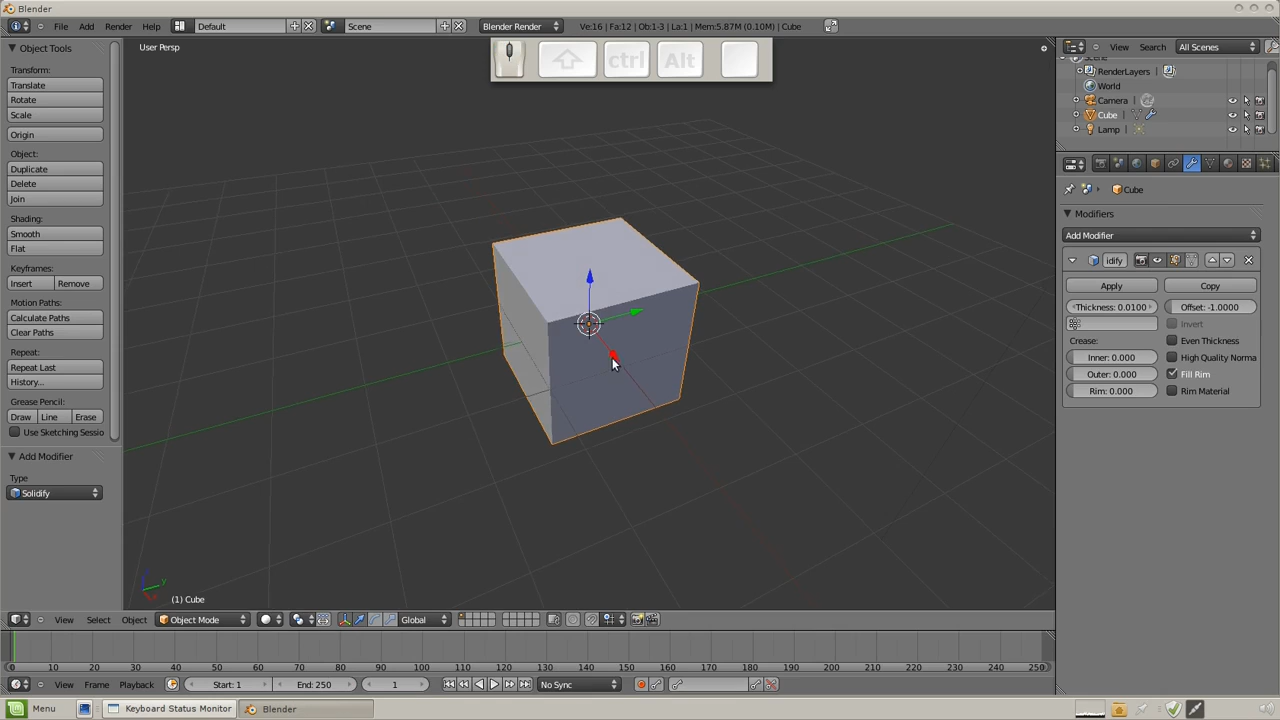 Blender
File Add Render Window Help Default Scene Blender Render Ve:16 | Fa:12 | Ob:1-3 | La:1 | Mem:5.87M (0.10M) | Cube
Object Tools
User Persp
ctrl Alt
View Search All Scenes
Transform:
Translate
Rotate
Scale
Origin
Object:
Duplicate
Delete
Join
Shading:
Smooth
Flat
Keyframes:
Insert Remove
Motion Paths:
Calculate Paths
Clear Paths
Repeat:
Repeat Last
History...
Grease Pencil:
Draw Line Erase
Use Sketching Sessio
Add Modifier
Type
Solidify
RenderLayers |
World
Camera |
Cube |
Lamp |
Cube
Modifiers
Add Modifier
idify
Apply Copy
Thickness: 0.0100 Offset: -1.0000
Invert
Crease: Even Thickness
Inner: 0.000 High Quality Norma
Outer: 0.000 Fill Rim
Rim: 0.000 Rim Material
z y
(1) Cube
View Select Object Object Mode Global
0 10 20 30 40 50 60 70 80 90 100 110 120 130 140 150 160 170 180 190 200 210 220 230 240 250
View Frame Playback Start: 1 End: 250 1 No Sync
Menu Keyboard Status Monitor Blender